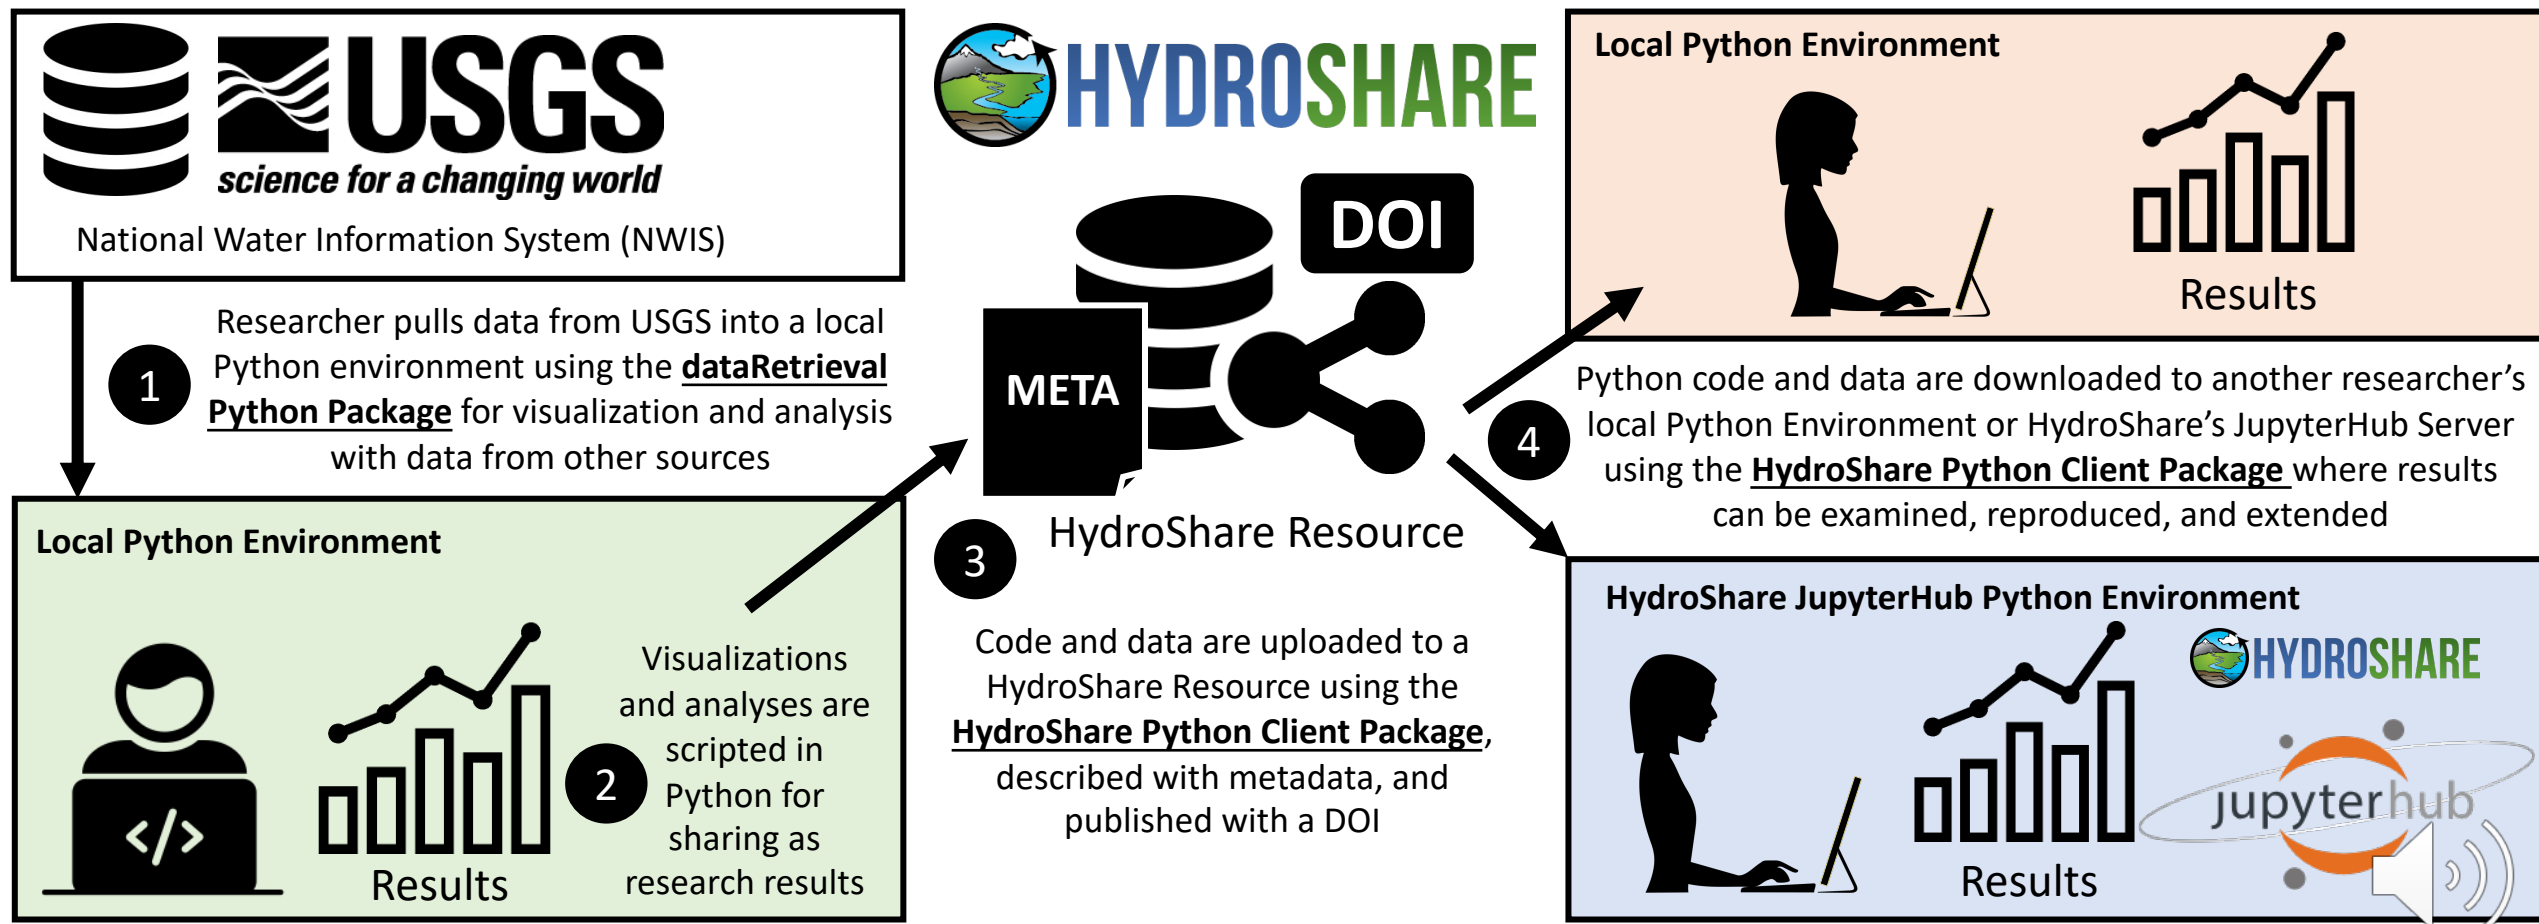 USGS
science for a changing world
National Water Information System (NWIS)
1
Researcher pulls data from USGS into a local
Python environment using the dataRetrieval
Python Package for visualization and analysis
with data from other sources
Local Python Environment
</>
Results
2
Visualizations
and analyses are
scripted in
Python for
sharing as
research results
HYDROSHARE
DOI
META
HydroShare Resource
3
Code and data are uploaded to a
HydroShare Resource using the
HydroShare Python Client Package,
described with metadata, and
published with a DOI
Local Python Environment
Results
4
Python code and data are downloaded to another researcher’s
local Python Environment or HydroShare’s JupyterHub Server
using the HydroShare Python Client Package where results
can be examined, reproduced, and extended
HydroShare JupyterHub Python Environment
HYDROSHARE
jupyterhub
Results